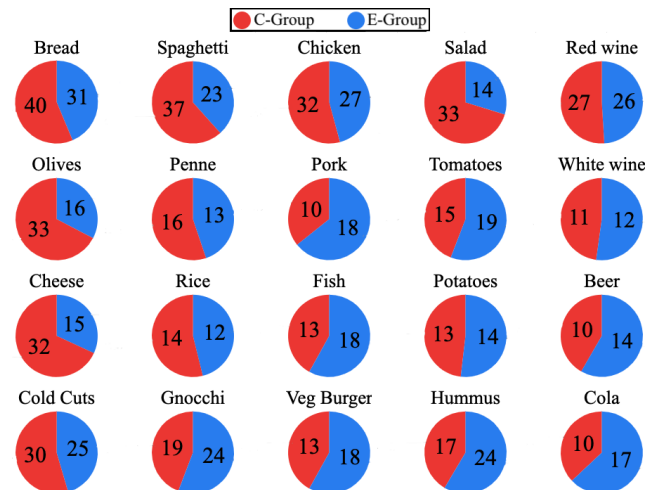 C-Group E-Group
Bread Spaghetti Chicken Salad Red wine
40 31 37 23 32 27 33 14 27 26
Olives Penne Pork Tomatoes White wine
33 16 16 13 10 18 15 19 11 12
Cheese Rice Fish Potatoes Beer
32 15 14 12 13 18 13 14 10 14
Cold Cuts Gnocchi Veg Burger Hummus Cola
30 25 19 24 13 18 17 24 10 17